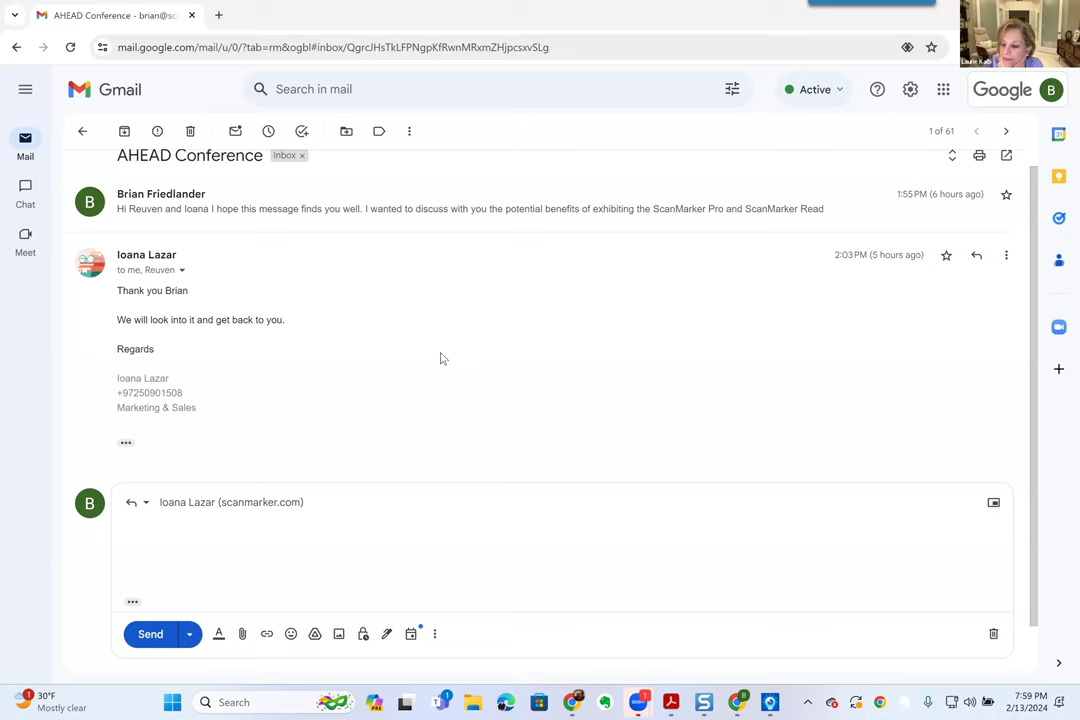 AHEAD Conference - brian@sc
Laurie Kalb
mail.google.com/mail/u/0/?tab=rm&ogbl#inbox/QgrcJHsTkLFPNgpKfRwnMRxmZHjpcsxvSLg
Gmail
Search in mail
Active
Google
B
1 of 61
Mail
Chat
Meet
AHEAD Conference
Inbox
B
Brian Friedlander
1:55 PM (6 hours ago)
Hi Reuven and Ioana I hope this message finds you well. I wanted to discuss with you the potential benefits of exhibiting the ScanMarker Pro and ScanMarker Read
Ioana Lazar
2:03 PM (5 hours ago)
to me, Reuven
Thank you Brian
We will look into it and get back to you.
Regards
Ioana Lazar
+97250901508
Marketing & Sales
B
Ioana Lazar (scanmarker.com)
Send
30°F
Mostly clear
Search
7:59 PM
2/13/2024